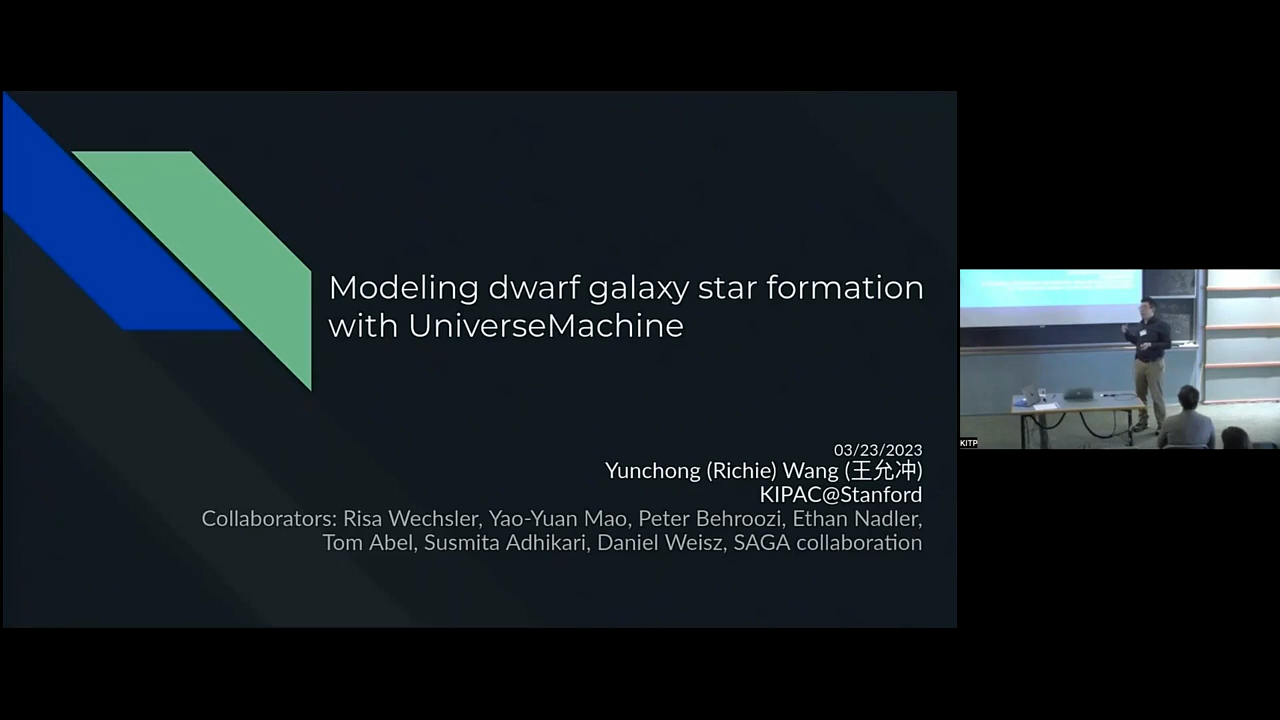 Modeling dwarf galaxy star formation
with UniverseMachine
03/23/2023
Yunchong (Richie) Wang (王允冲)
KIPAC@Stanford
Collaborators: Risa Wechsler, Yao-Yuan Mao, Peter Behroozi, Ethan Nadler,
Tom Abel, Susmita Adhikari, Daniel Weisz, SAGA collaboration
KITP